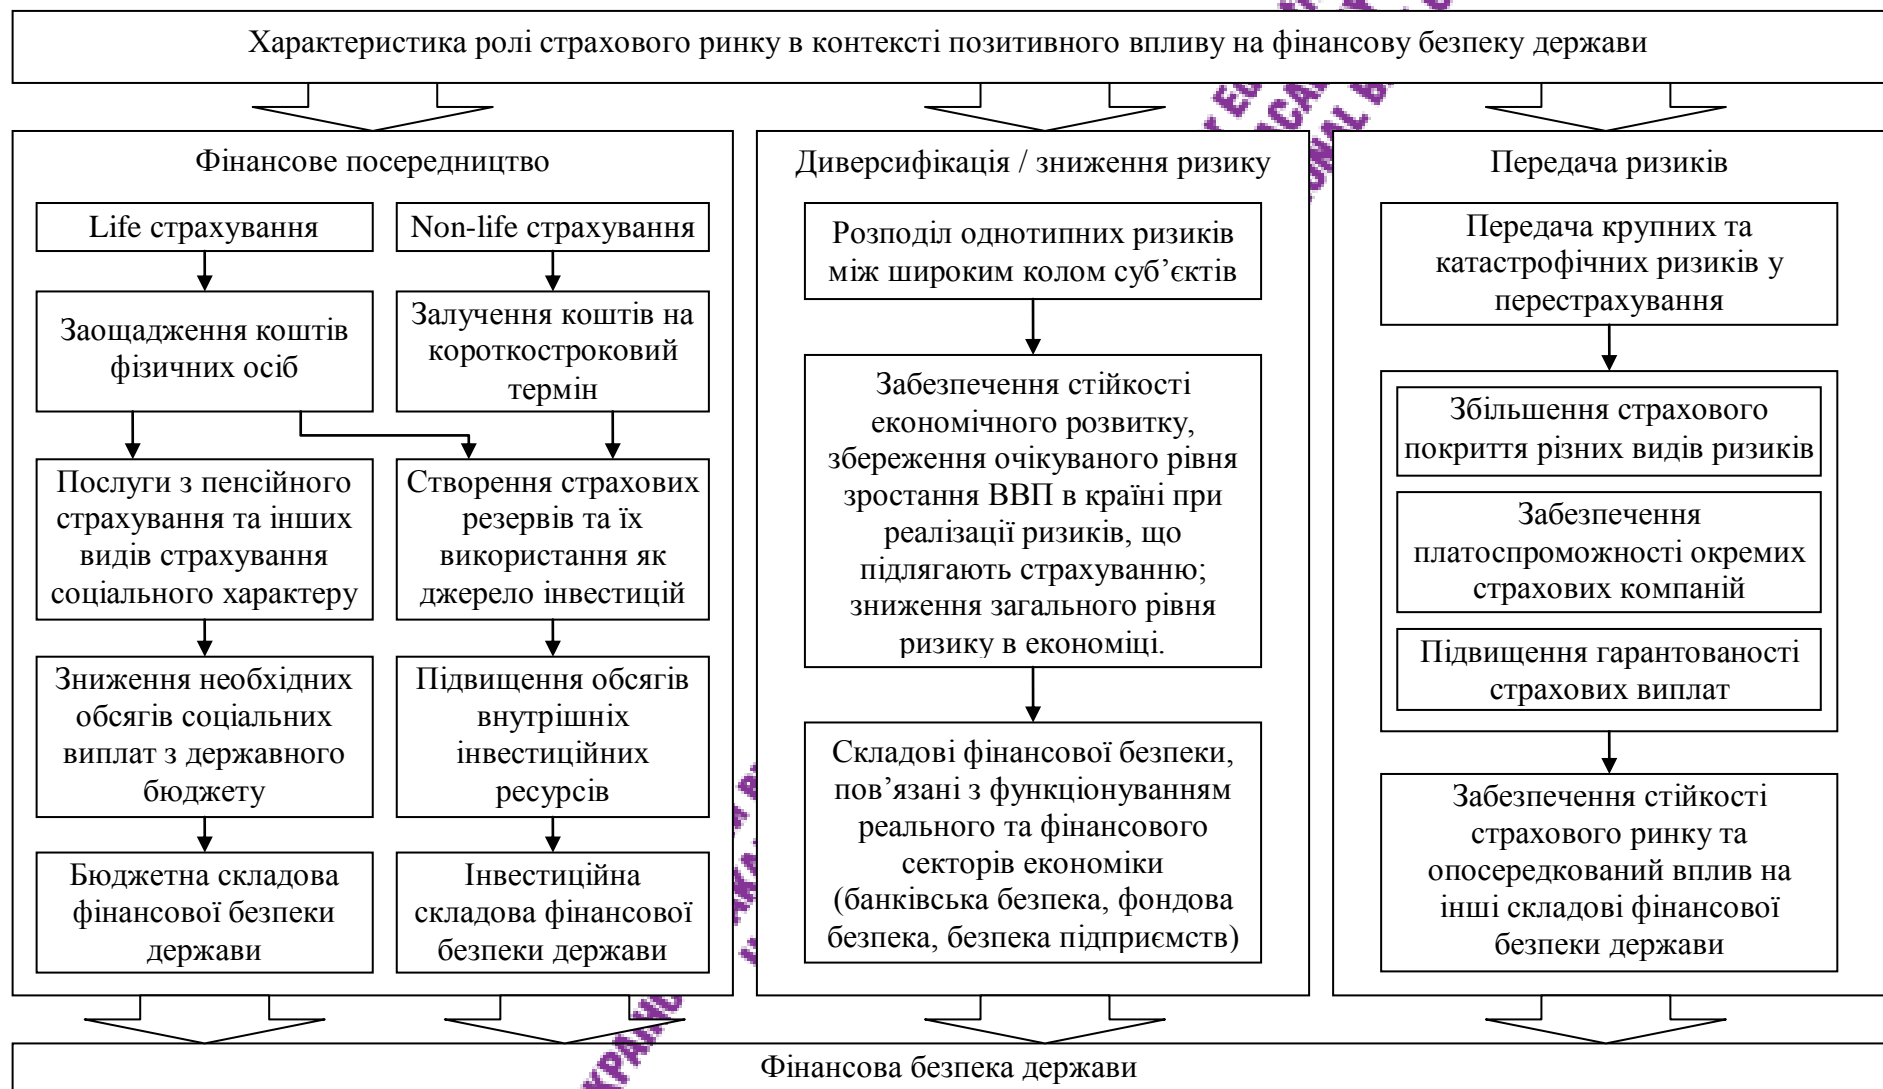 Характеристика ролі страхового ринку в контексті позитивного впливу на фінансову безпеку держави
Фінансове посередництво
Life страхування
Non-life страхування
Заощадження коштів
фізичних осіб
Залучення коштів на
короткостроковий
термін
Послуги з пенсійного
страхування та інших
видів страхування
соціального характеру
Створення страхових
резервів та їх
використання як
джерело інвестицій
Зниження необхідних
обсягів соціальних
виплат з державного
бюджету
Підвищення обсягів
внутрішніх
інвестиційних
ресурсів
Бюджетна складова
фінансової безпеки
держави
Інвестиційна
складова фінансової
безпеки держави
Диверсифікація / зниження ризику
Розподіл однотипних ризиків
між широким колом суб’єктів
Забезпечення стійкості
економічного розвитку,
збереження очікуваного рівня
зростання ВВП в країні при
реалізації ризиків, що
підлягають страхуванню;
зниження загального рівня
ризику в економіці.
Складові фінансової безпеки,
пов’язані з функціонуванням
реального та фінансового
секторів економіки
(банківська безпека, фондова
безпека, безпека підприємств)
Передача ризиків
Передача крупних та
катастрофічних ризиків у
перестрахування
Збільшення страхового
покриття різних видів ризиків
Забезпечення
платоспроможності окремих
страхових компаній
Підвищення гарантованості
страхових виплат
Забезпечення стійкості
страхового ринку та
опосередкований вплив на
інші складові фінансової
безпеки держави
Фінансова безпека держави